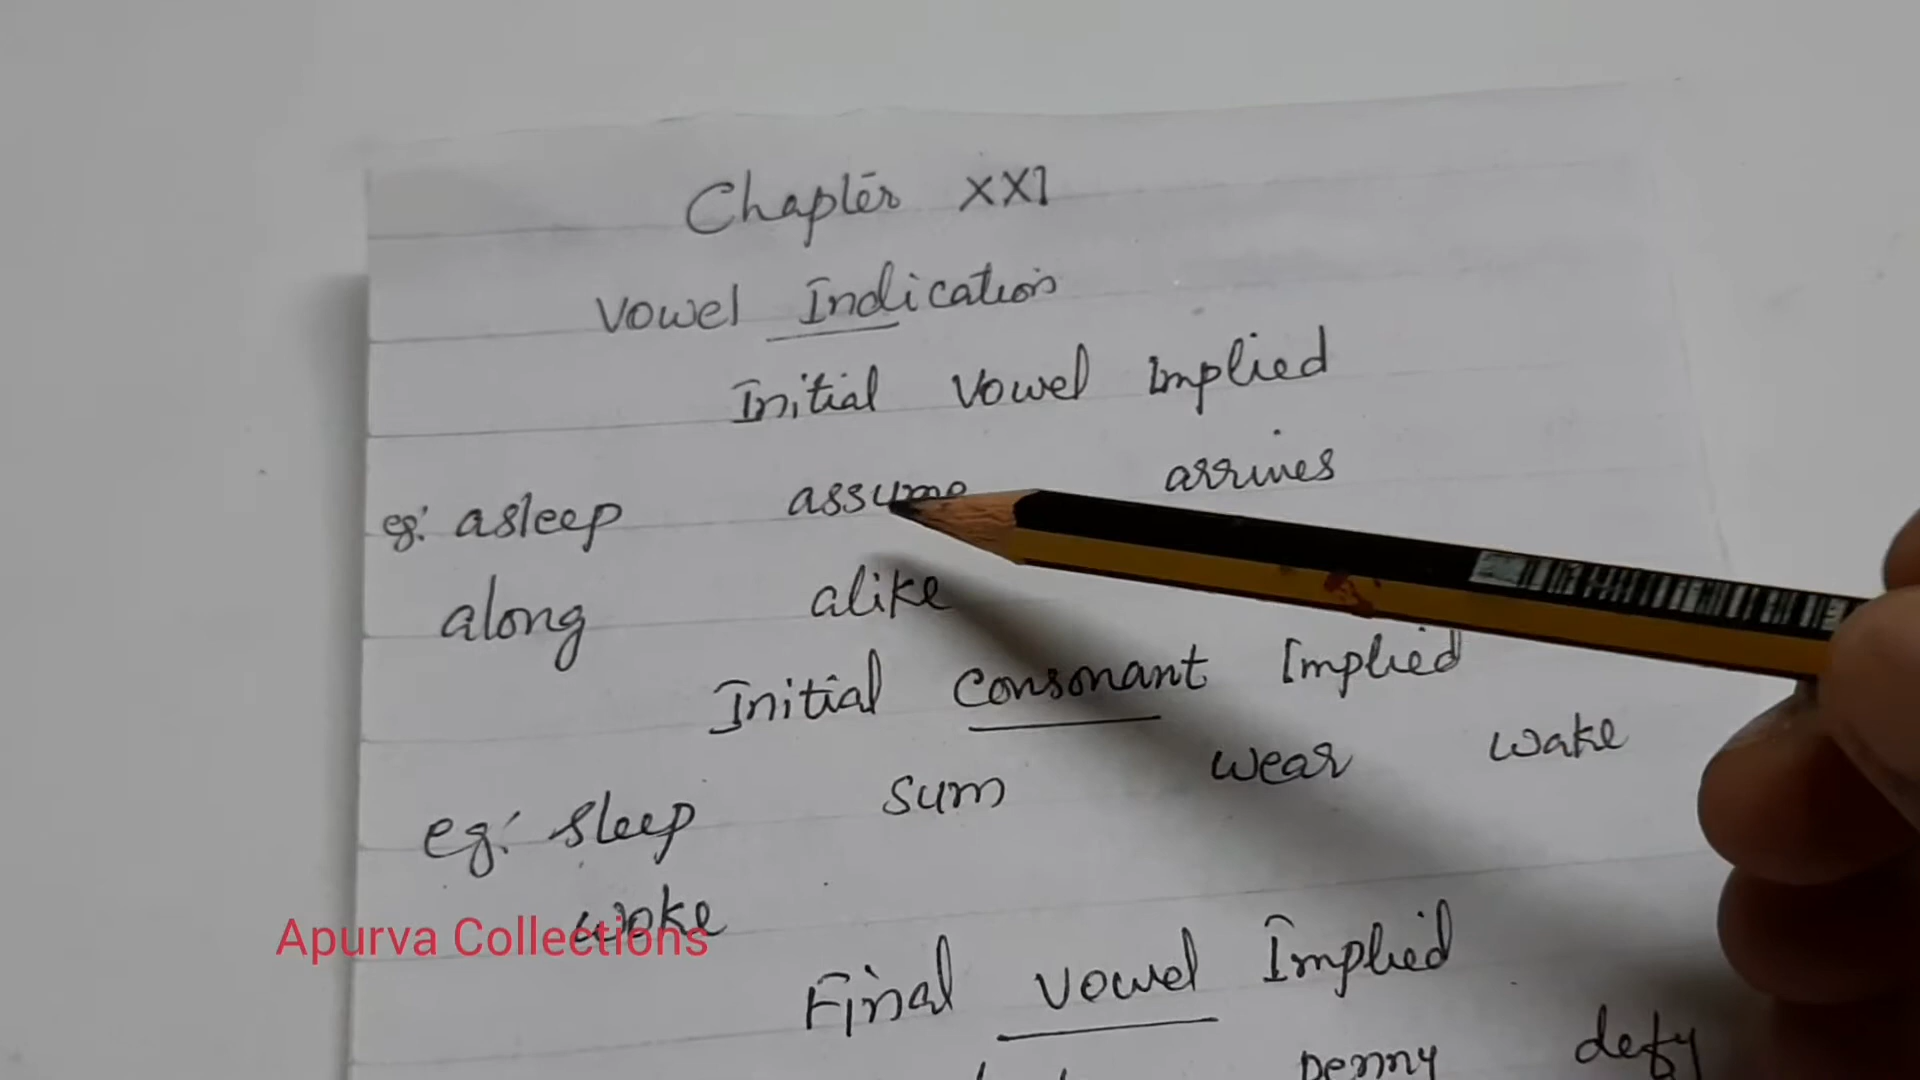 Chapter XXI
Vowel Indication
Initial Vowel Implied
eg: asleep assume arrives
along alike
Initial Consonant Implied
eg: sleep sum wear wake
woke
Apurva Collections
Final Vowel Implied
penny defy